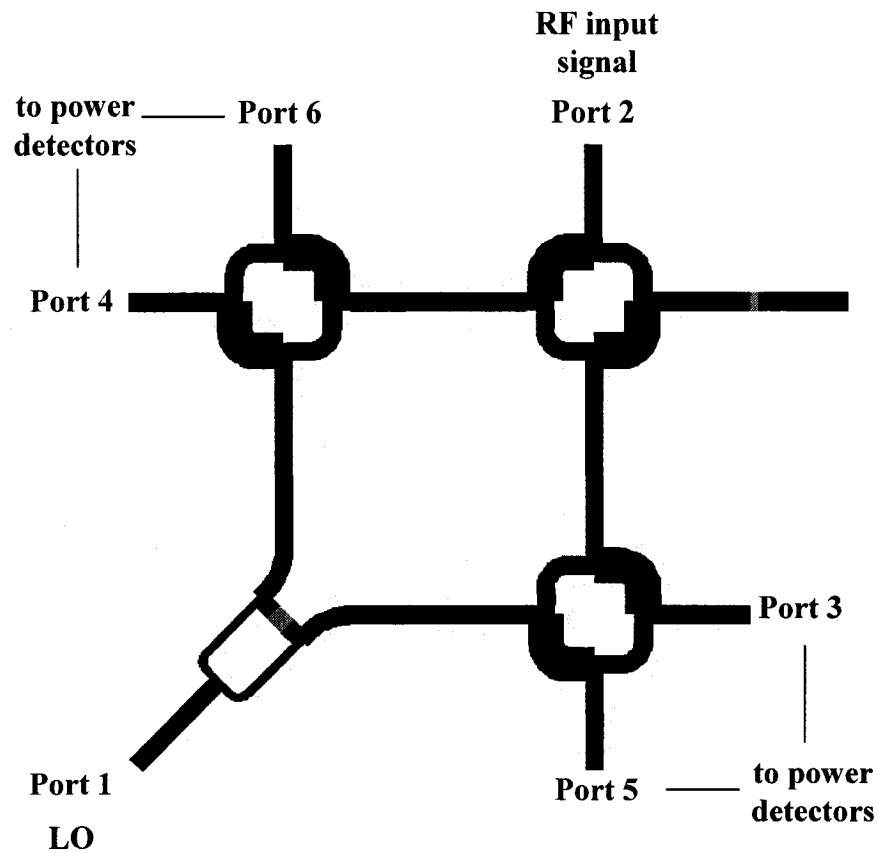 RF input
signal
Port 2
to power
detectors
Port 6
Port 4
Port 3
Port 1
LO
Port 5
to power
detectors